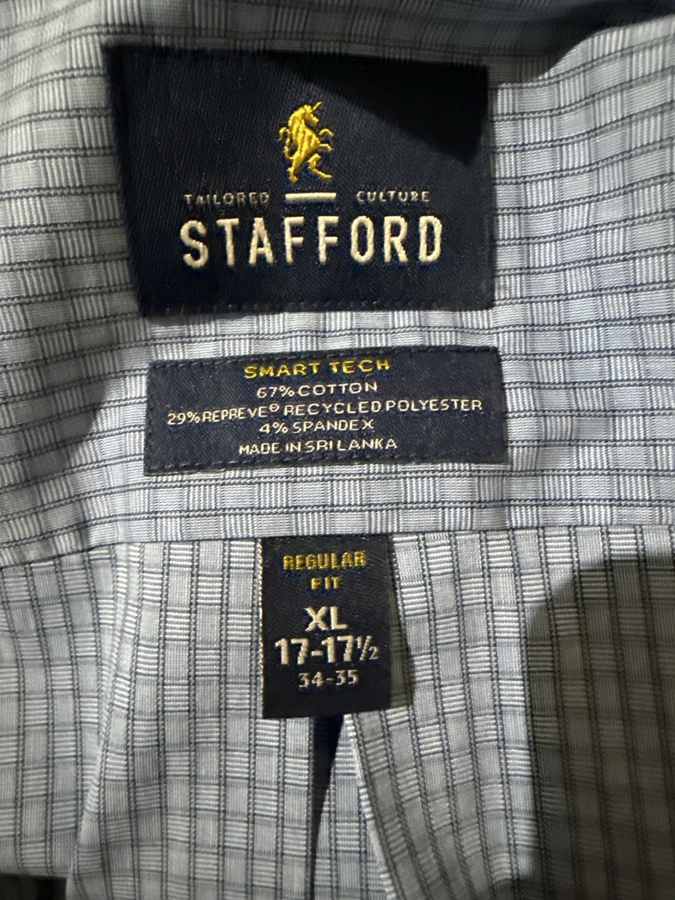 TAILORED CULTURE
STAFFORD
SMART TECH
67% COTTON
29% REPREVE® RECYCLED POLYESTER
4% SPANDEX
MADE IN SRI LANKA
REGULAR
FIT
XL
17-17½
34-35